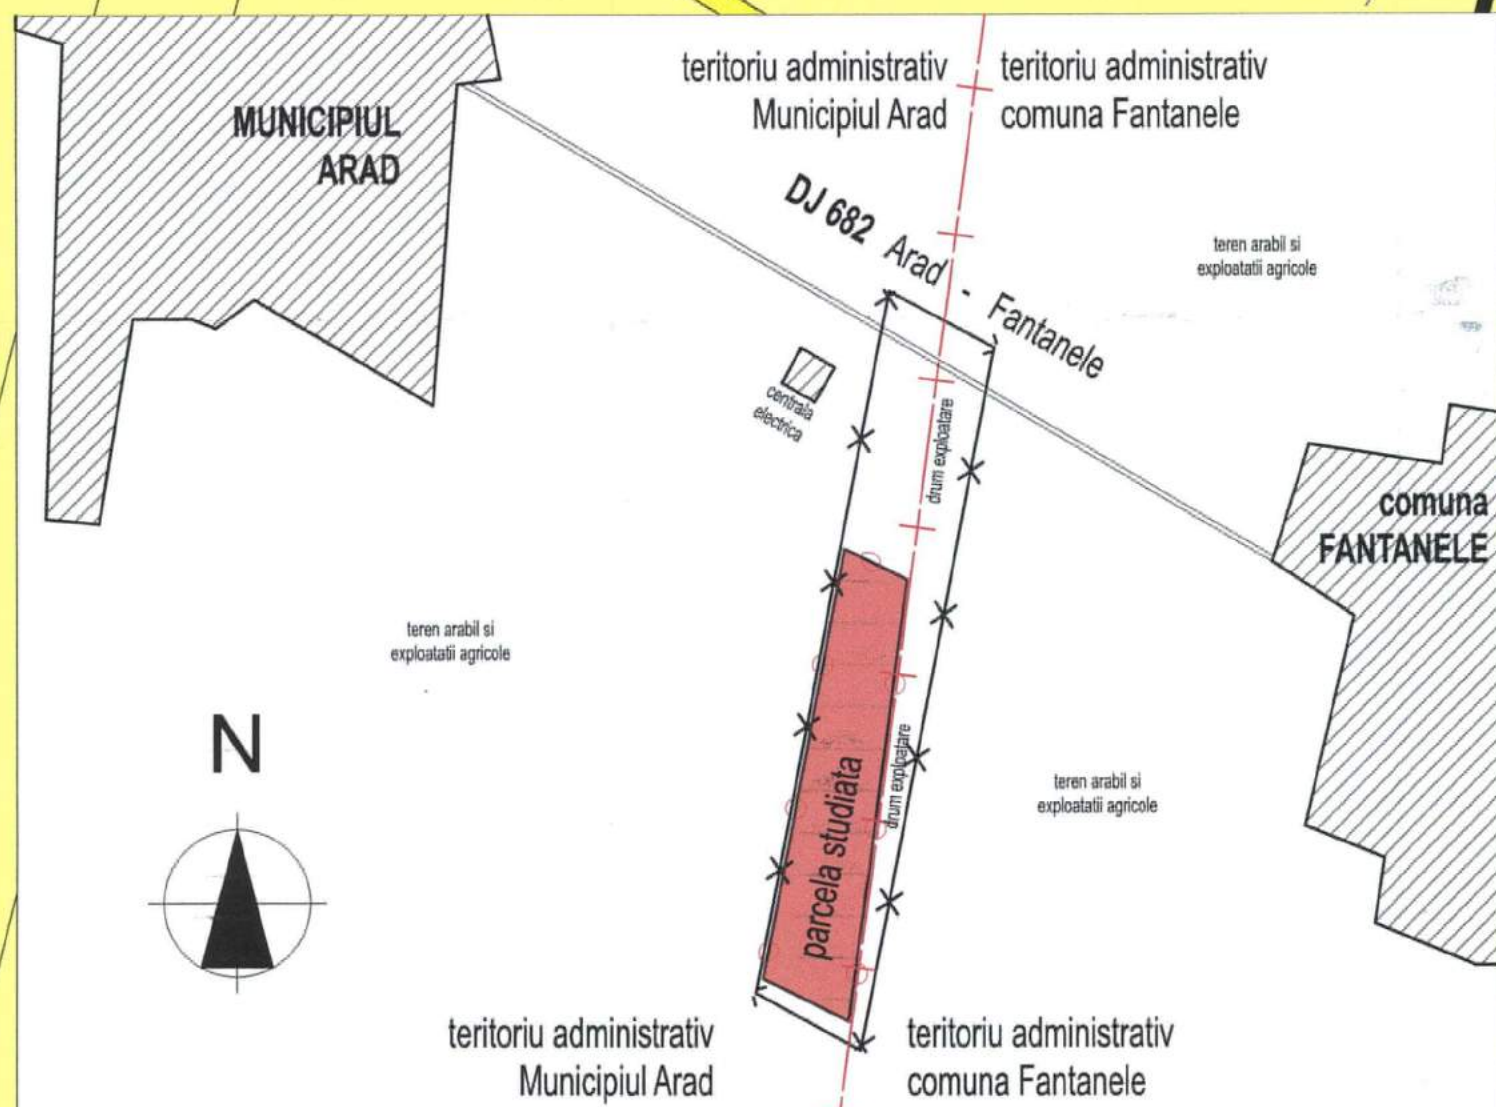 teritoriu administrativ
Municipiul Arad
teritoriu administrativ
comuna Fantanele
MUNICIPIUL
ARAD
DJ 682 Arad - Fantanele
teren arabil si
exploatatii agricole
centrala
electrica
drum exploatare
comuna
FANTANELE
teren arabil si
exploatatii agricole
N
parcela studiata
drum exploatare
teren arabil si
exploatatii agricole
teritoriu administrativ
Municipiul Arad
teritoriu administrativ
comuna Fantanele